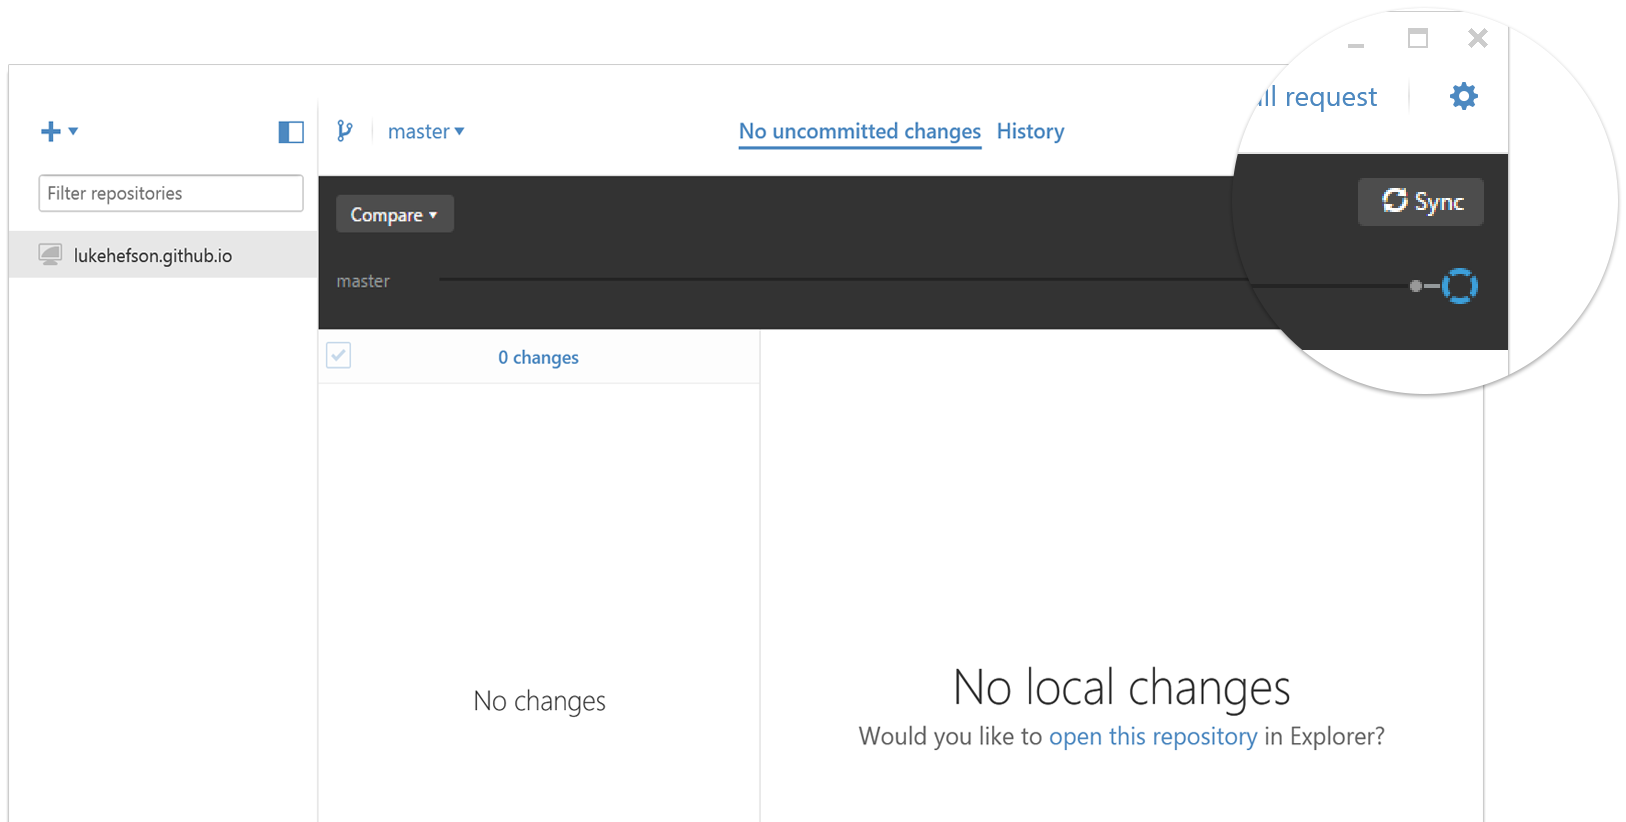 master
No uncommitted changes
History
request
Filter repositories
lukehefson.github.io
Compare
Sync
master
0 changes
No changes
No local changes
Would you like to open this repository in Explorer?